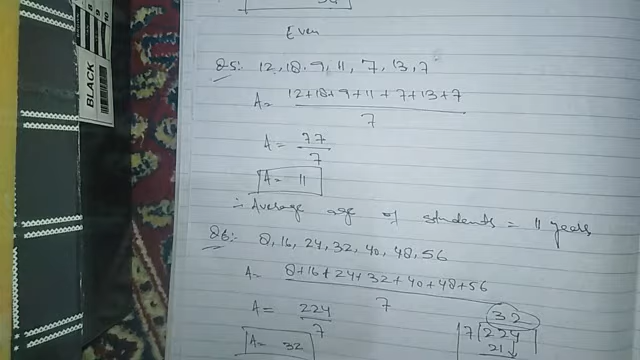 Even
Q5: 12, 18, 9, 11, 7, 13, 7
A = 12+18+9+11+7+13+7
7
A = 77
7
A = 11
∴ Average age of students = 11 years
Q6: 8, 16, 24, 32, 40, 48, 56
A = 8+16+24+32+40+48+56
7
A = 224
7
A = 32
32
7 224
21
BLACK